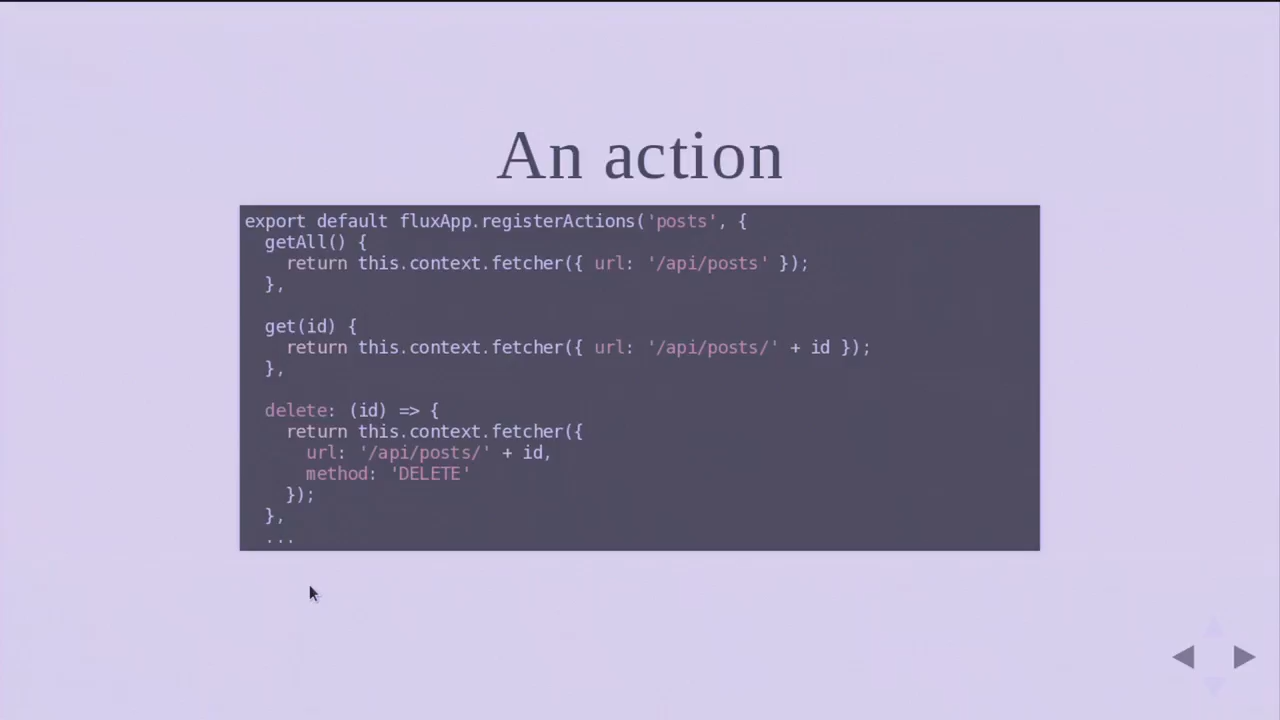 An action
export default fluxApp.registerActions('posts', {
  getAll() {
    return this.context.fetcher({ url: '/api/posts' });
  },

  get(id) {
    return this.context.fetcher({ url: '/api/posts/' + id });
  },

  delete: (id) => {
    return this.context.fetcher({
      url: '/api/posts/' + id,
      method: 'DELETE'
    });
  },
  ...